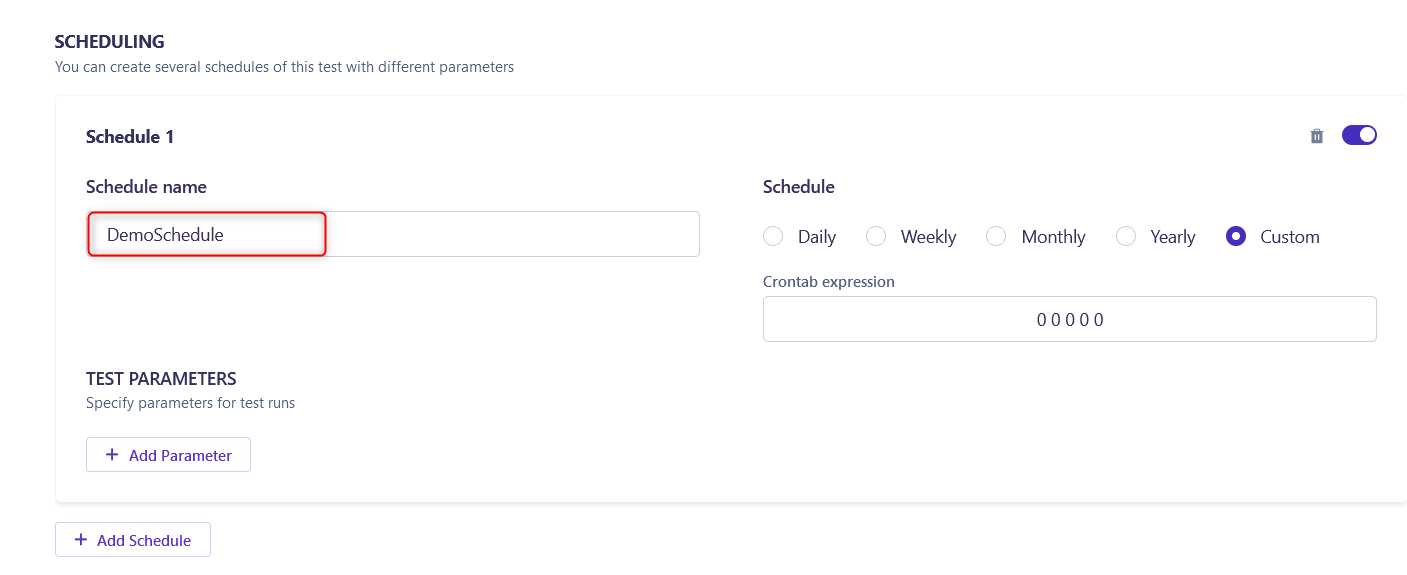 SCHEDULING
You can create several schedules of this test with different parameters
Schedule 1
Schedule name
DemoSchedule
Schedule
Daily Weekly Monthly Yearly Custom
Crontab expression
0 0 0 0 0
TEST PARAMETERS
Specify parameters for test runs
+ Add Parameter
+ Add Schedule